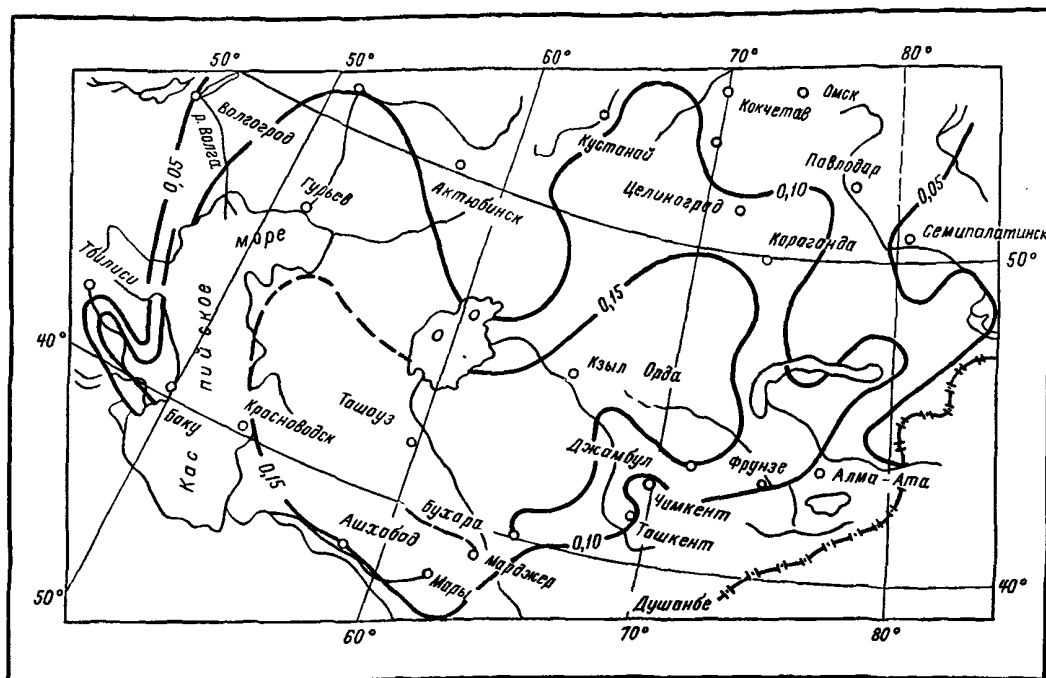 50° 50° 60° 70° 80°
Волгоград
р. Волга
0,05
Гурьев
Актюбинск
Кустанай
Кокчетав
Омск
Целиноград
Павлодар
0,10
0,05
Семипалатинск
Караганда
50°
Тбилиси
море
Каспийское
0,15
40°
Баку
Красноводск
Ташауз
Кзыл Орда
Джамбул
Фрунзе
Алма-Ата
0,15
Бухара
Чимкент
Ашхабад
0,10
Ташкент
Марджер
Мары
Душанбе
40°
50°
60° 70° 80°